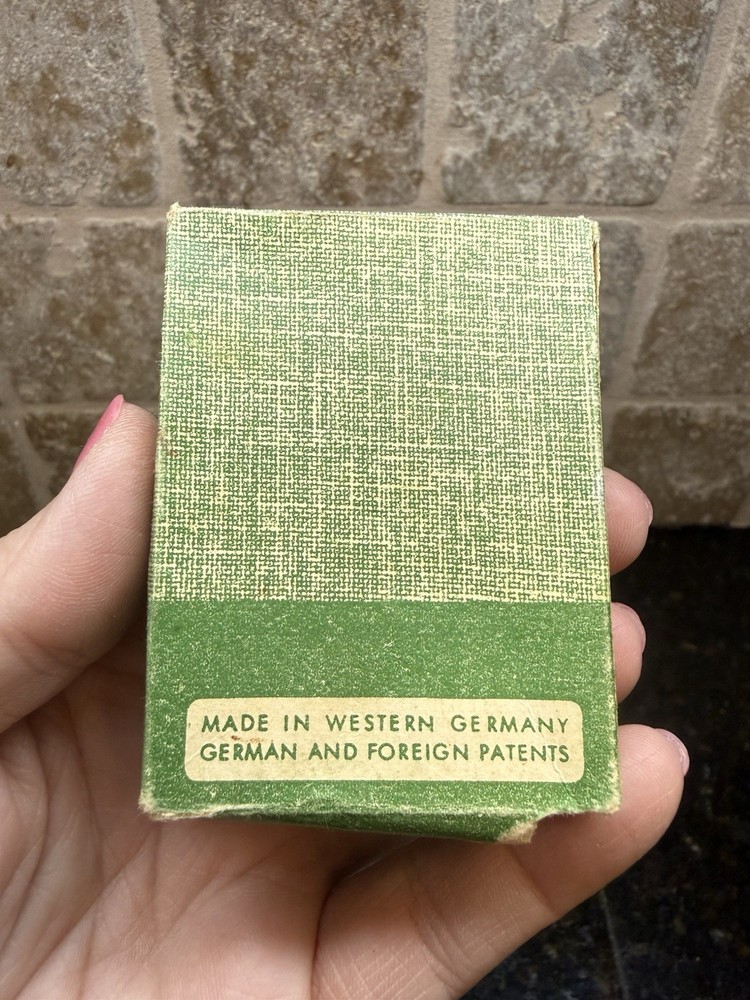 MADE IN WESTERN GERMANY
GERMAN AND FOREIGN PATENTS